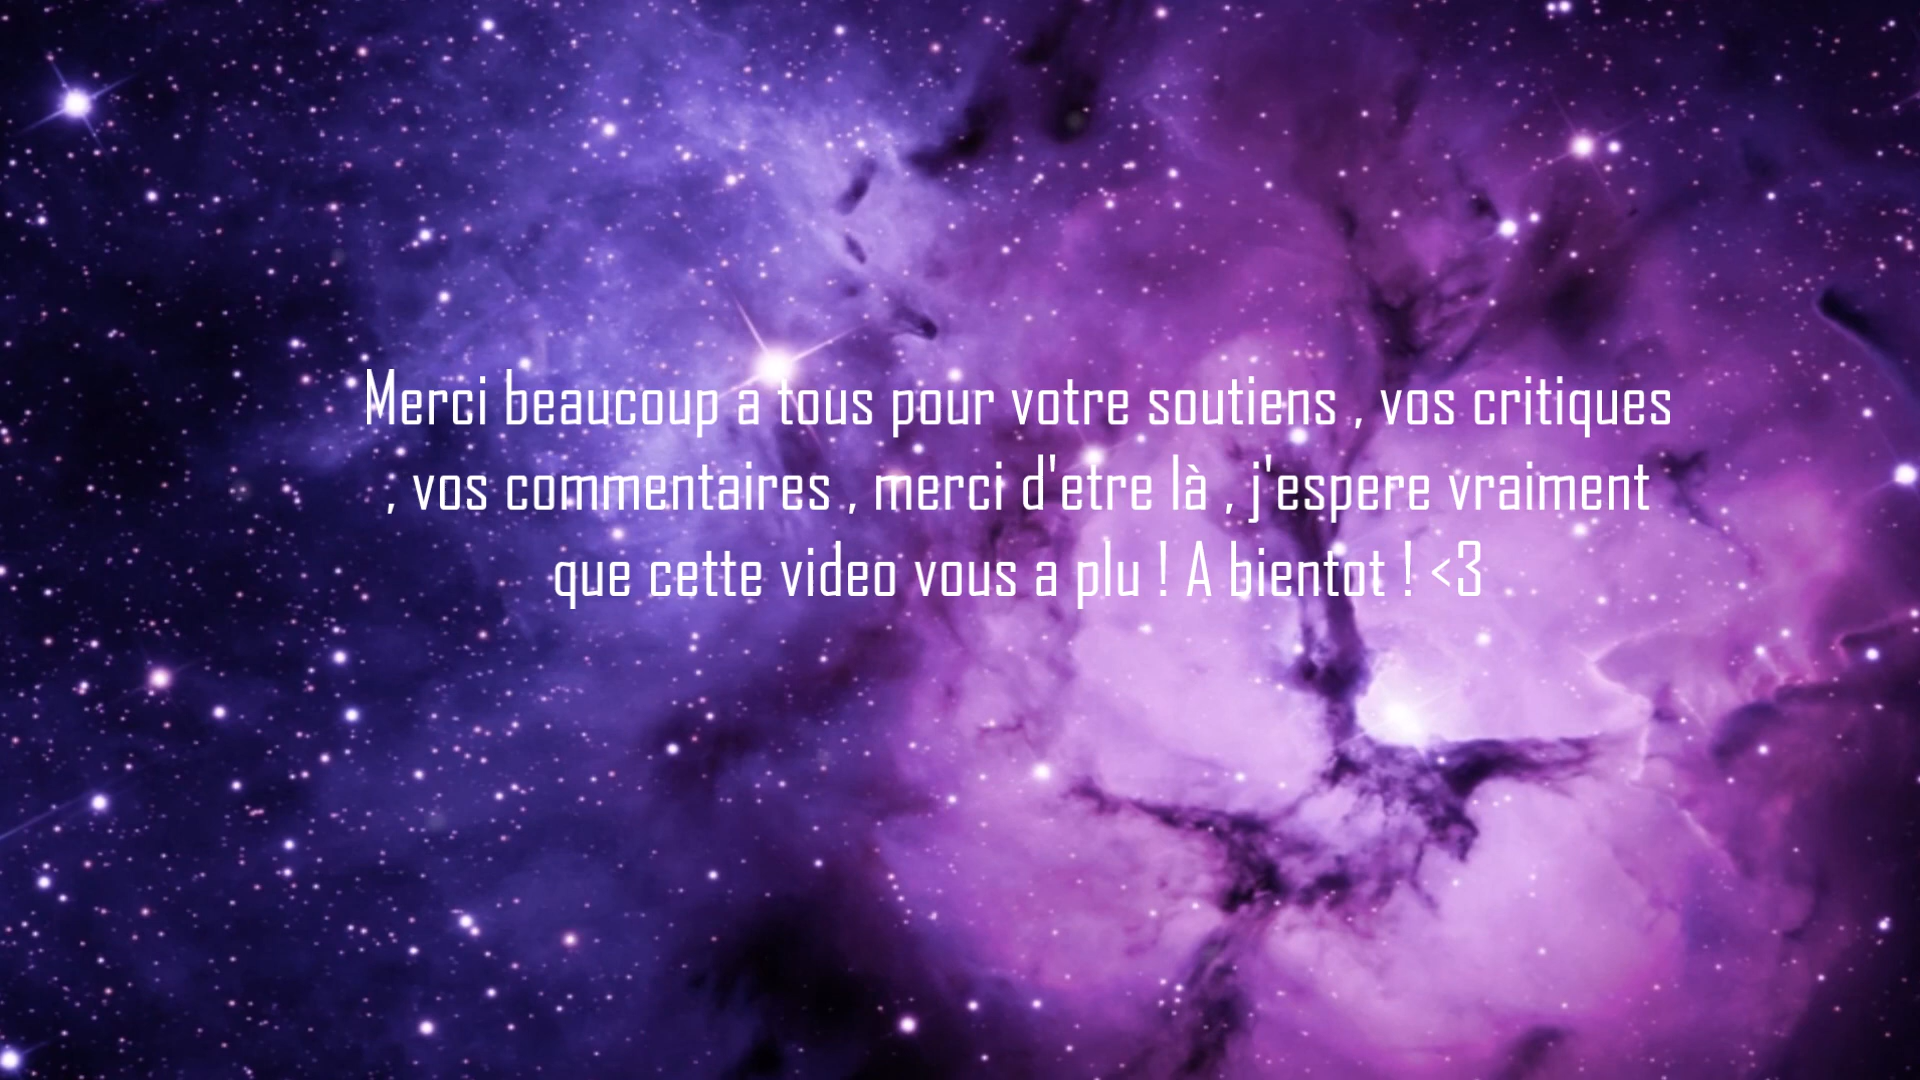 Merci beaucoup a tous pour votre soutiens , vos critiques
, vos commentaires , merci d'etre là , j'espere vraiment
que cette video vous a plu ! A bientot ! <3